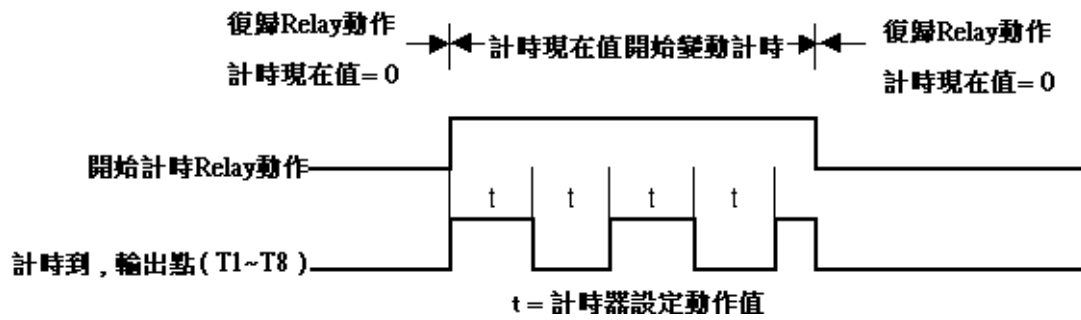 復歸Relay動作
計時現在值= 0
計時現在值開始變動計時
復歸Relay動作
計時現在值= 0
開始計時Relay動作
t t t t
計時到 , 輸出點 ( T1~T8 )
t = 計時器設定動作值